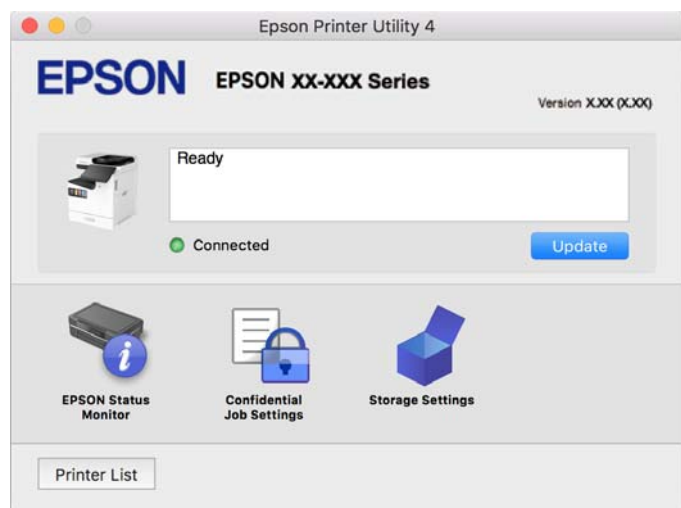 Epson Printer Utility 4
EPSON
EPSON XX-XXX Series
Version X.XX (X.XX)
Ready
Connected
Update
EPSON Status
Monitor
Confidential
Job Settings
Storage Settings
Printer List